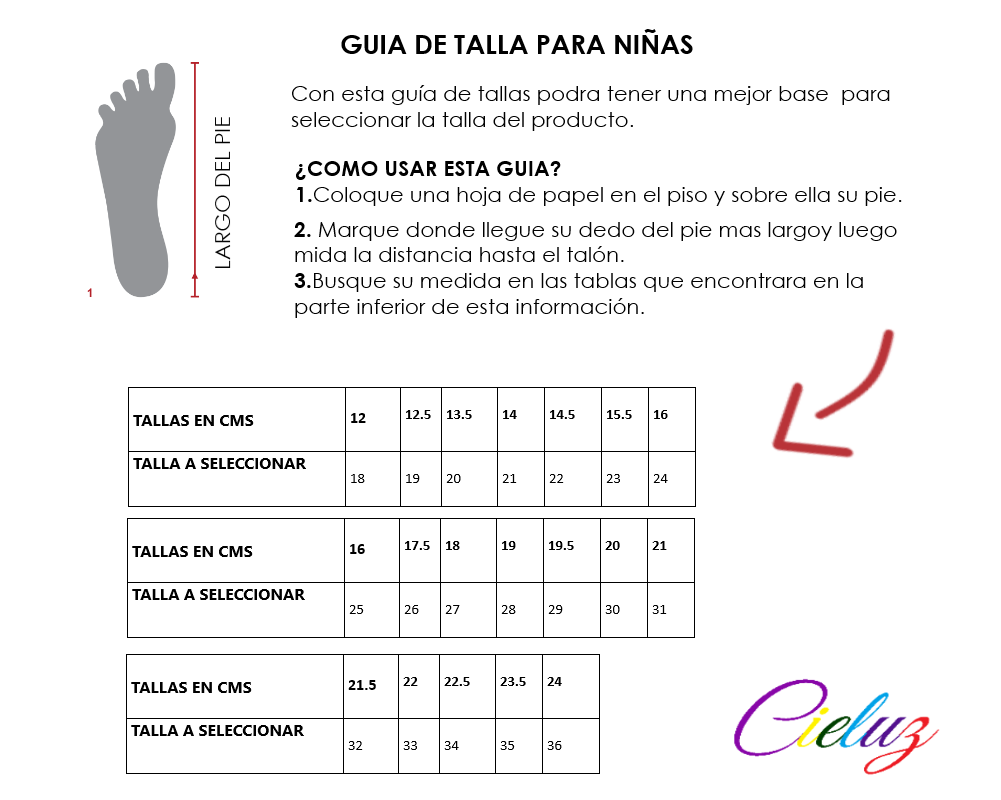 GUIA DE TALLA PARA NIÑAS
Con esta guía de tallas podra tener una mejor base  para
seleccionar la talla del producto.
LARGO DEL PIE
1
¿COMO USAR ESTA GUIA?
1.Coloque una hoja de papel en el piso y sobre ella su pie.
2. Marque donde llegue su dedo del pie mas largoy luego
mida la distancia hasta el talón.
3.Busque su medida en las tablas que encontrara en la
parte inferior de esta información.
TALLAS EN CMS 12 12.5 13.5 14 14.5 15.5 16
TALLA A SELECCIONAR 18 19 20 21 22 23 24
TALLAS EN CMS 16 17.5 18 19 19.5 20 21
TALLA A SELECCIONAR 25 26 27 28 29 30 31
TALLAS EN CMS 21.5 22 22.5 23.5 24
TALLA A SELECCIONAR 32 33 34 35 36
Cieluz